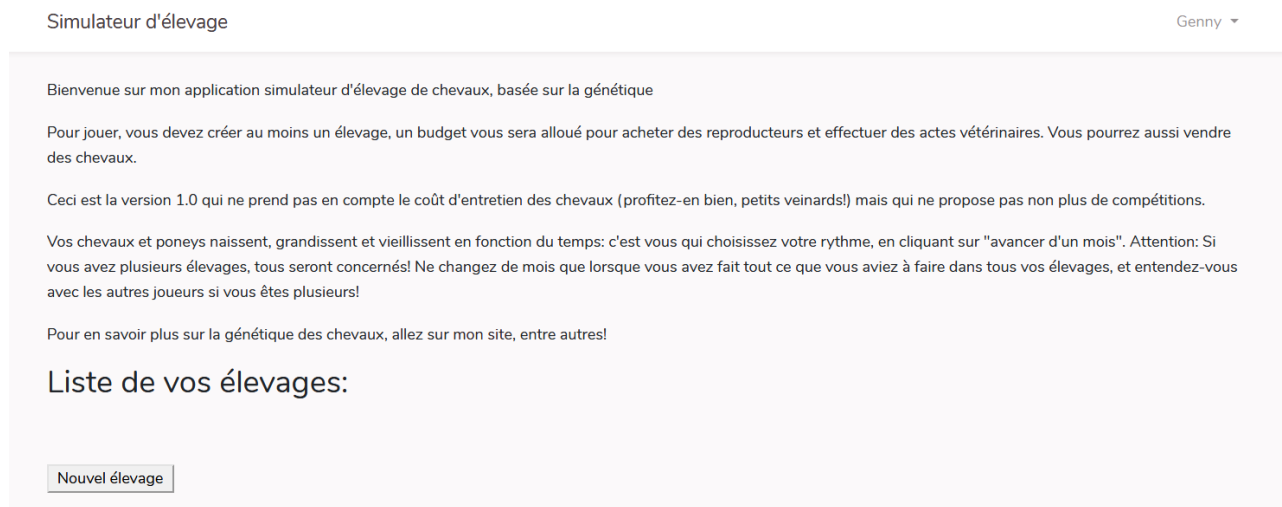 Simulateur d'élevage
Genny
Bienvenue sur mon application simulateur d'élevage de chevaux, basée sur la génétique
Pour jouer, vous devez créer au moins un élevage, un budget vous sera alloué pour acheter des reproducteurs et effectuer des actes vétérinaires. Vous pourrez aussi vendre
des chevaux.
Ceci est la version 1.0 qui ne prend pas en compte le coût d'entretien des chevaux (profitez-en bien, petits veinards!) mais qui ne propose pas non plus de compétitions.
Vos chevaux et poneys naissent, grandissent et vieillissent en fonction du temps: c'est vous qui choisissez votre rythme, en cliquant sur "avancer d'un mois". Attention: Si
vous avez plusieurs élevages, tous seront concernés! Ne changez de mois que lorsque vous avez fait tout ce que vous aviez à faire dans tous vos élevages, et entendez-vous
avec les autres joueurs si vous êtes plusieurs!
Pour en savoir plus sur la génétique des chevaux, allez sur mon site, entre autres!
Liste de vos élevages:
Nouvel élevage